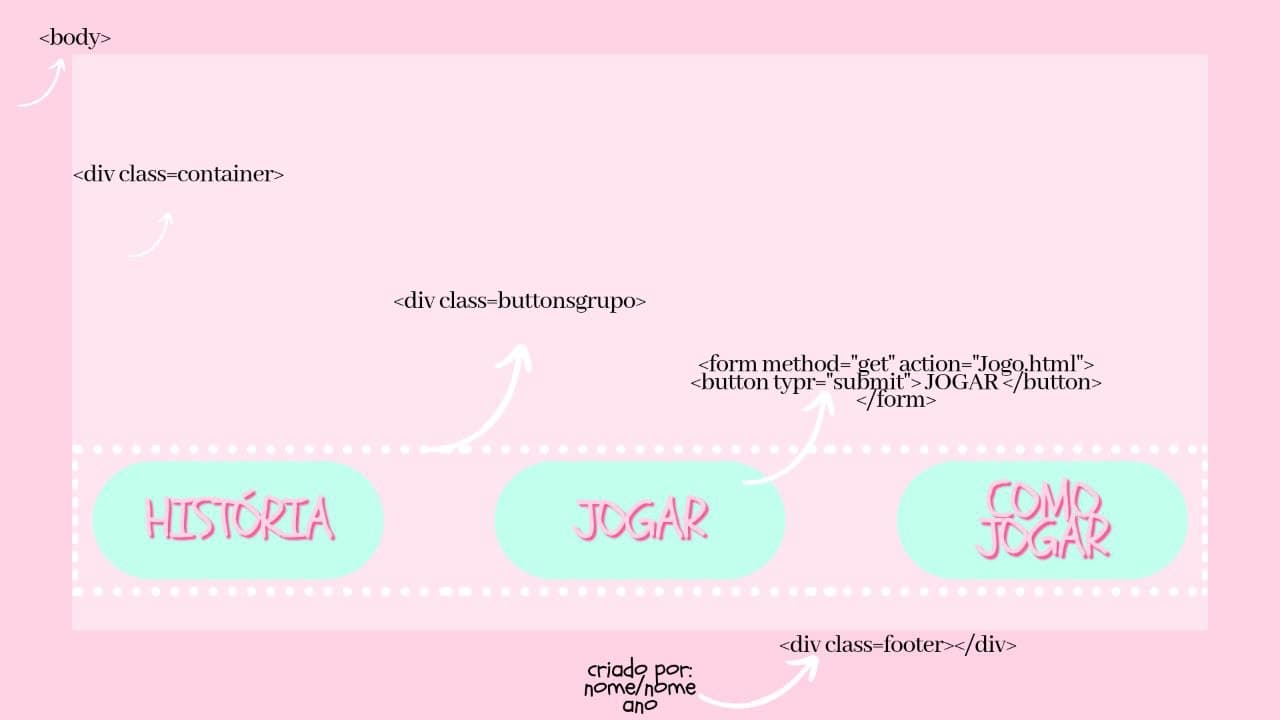 <body>
<div class=container>
<div class=buttonsgrupo>
<form method="get" action="Jogo.html">
<button typr="submit"> JOGAR </button>
</form>
HISTÓRIA
JOGAR
COMO
JOGAR
<div class=footer></div>
criado por:
nome/nome
ano